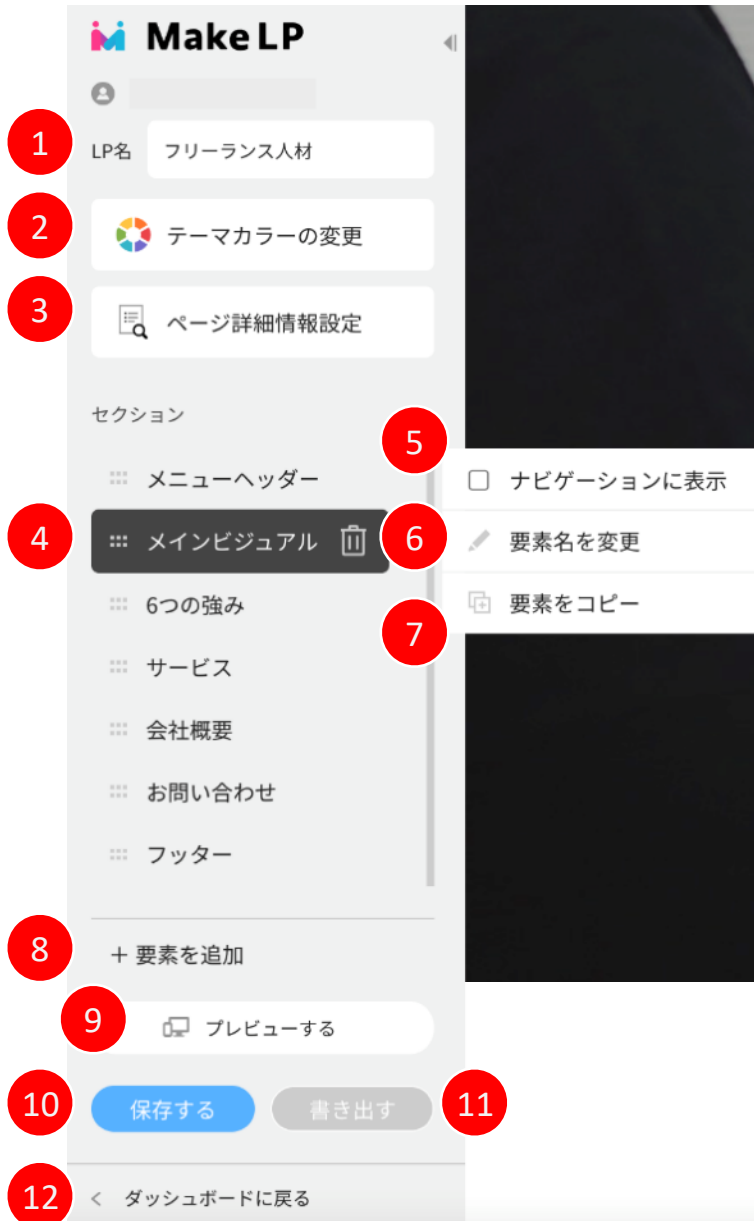 Make LP
1
LP名 フリーランス人材
2
テーマカラーの変更
3
ページ詳細情報設定
セクション
5
メニューヘッダー
ナビゲーションに表示
4
メインビジュアル
6
要素名を変更
6つの強み
7
要素をコピー
サービス
会社概要
お問い合わせ
フッター
8
+ 要素を追加
9
プレビューする
10
保存する
書き出す
11
12
< ダッシュボードに戻る